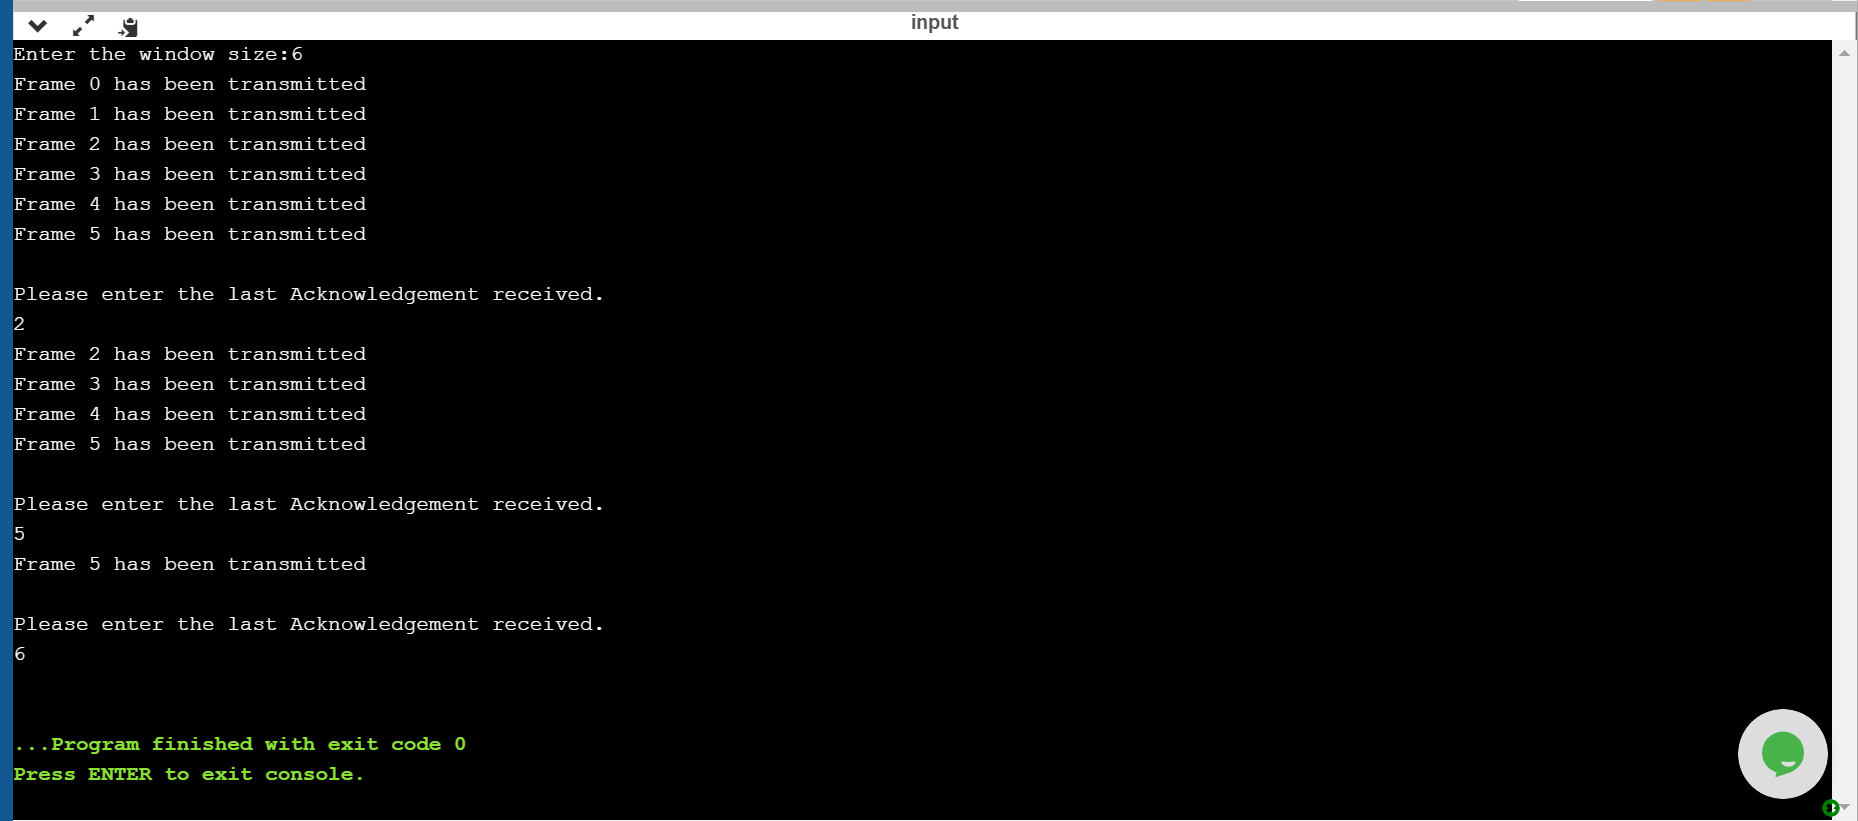 input
Enter the window size:6
Frame 0 has been transmitted
Frame 1 has been transmitted
Frame 2 has been transmitted
Frame 3 has been transmitted
Frame 4 has been transmitted
Frame 5 has been transmitted
Please enter the last Acknowledgement received.
2
Frame 2 has been transmitted
Frame 3 has been transmitted
Frame 4 has been transmitted
Frame 5 has been transmitted
Please enter the last Acknowledgement received.
5
Frame 5 has been transmitted
Please enter the last Acknowledgement received.
6
...Program finished with exit code 0
Press ENTER to exit console.